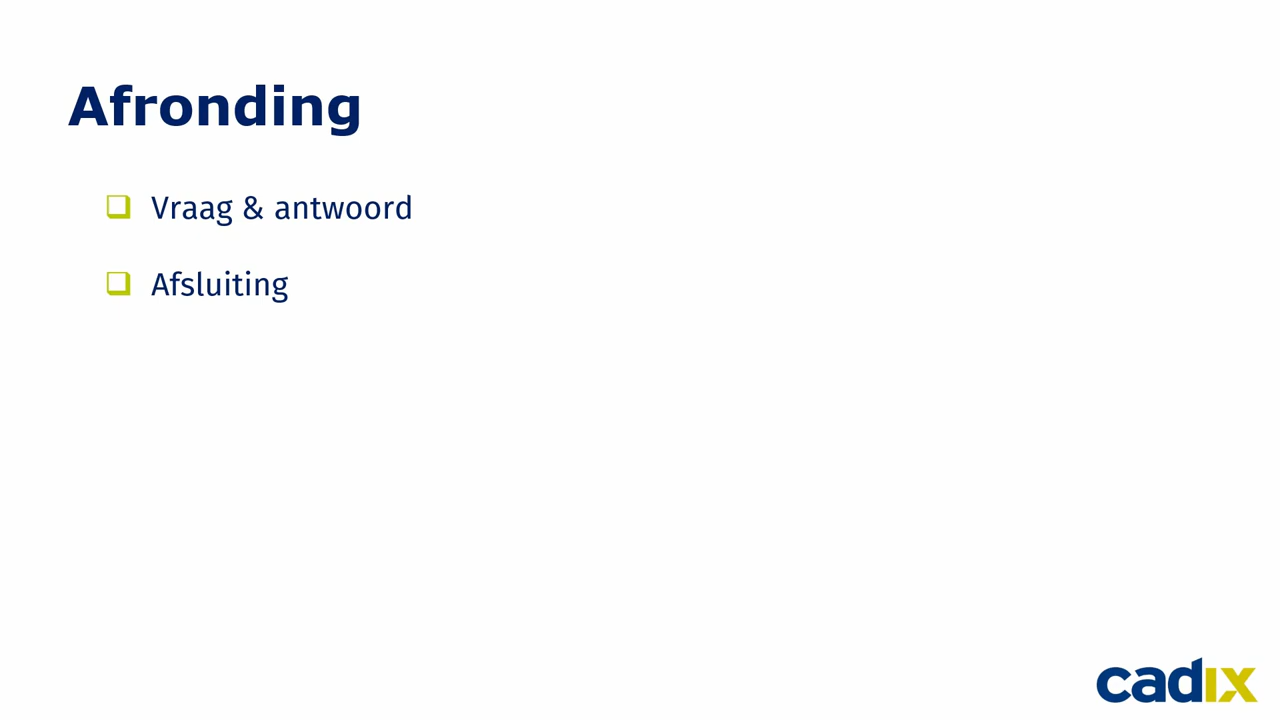 Afronding
❑ Vraag & antwoord
❑ Afsluiting
cadix